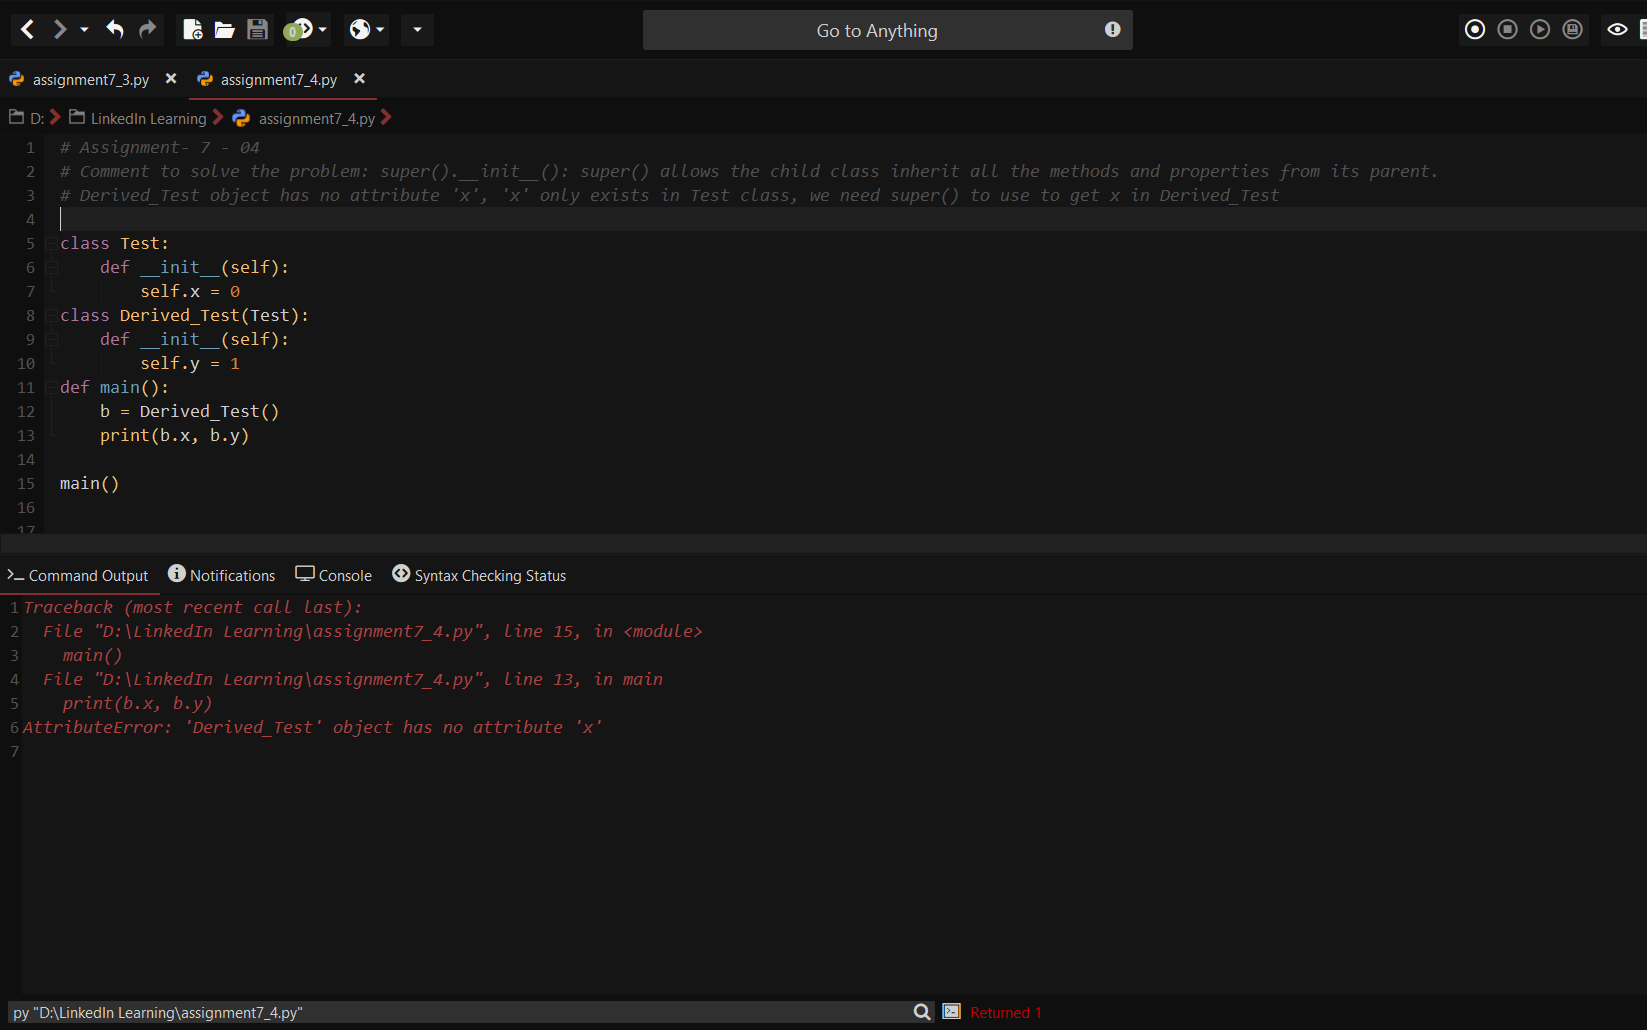 Go to Anything
assignment7_3.py
assignment7_4.py
D: LinkedIn Learning assignment7_4.py
1 # Assignment- 7 - 04
2 # Comment to solve the problem: super().__init__(): super() allows the child class inherit all the methods and properties from its parent.
3 # Derived_Test object has no attribute 'x', 'x' only exists in Test class, we need super() to use to get x in Derived_Test
4
5 class Test:
6     def __init__(self):
7         self.x = 0
8 class Derived_Test(Test):
9     def __init__(self):
10         self.y = 1
11 def main():
12     b = Derived_Test()
13     print(b.x, b.y)
14
15 main()
16
17
Command Output Notifications Console Syntax Checking Status
1 Traceback (most recent call last):
2   File "D:\LinkedIn Learning\assignment7_4.py", line 15, in <module>
3     main()
4   File "D:\LinkedIn Learning\assignment7_4.py", line 13, in main
5     print(b.x, b.y)
6 AttributeError: 'Derived_Test' object has no attribute 'x'
7
py "D:\LinkedIn Learning\assignment7_4.py" Returned 1